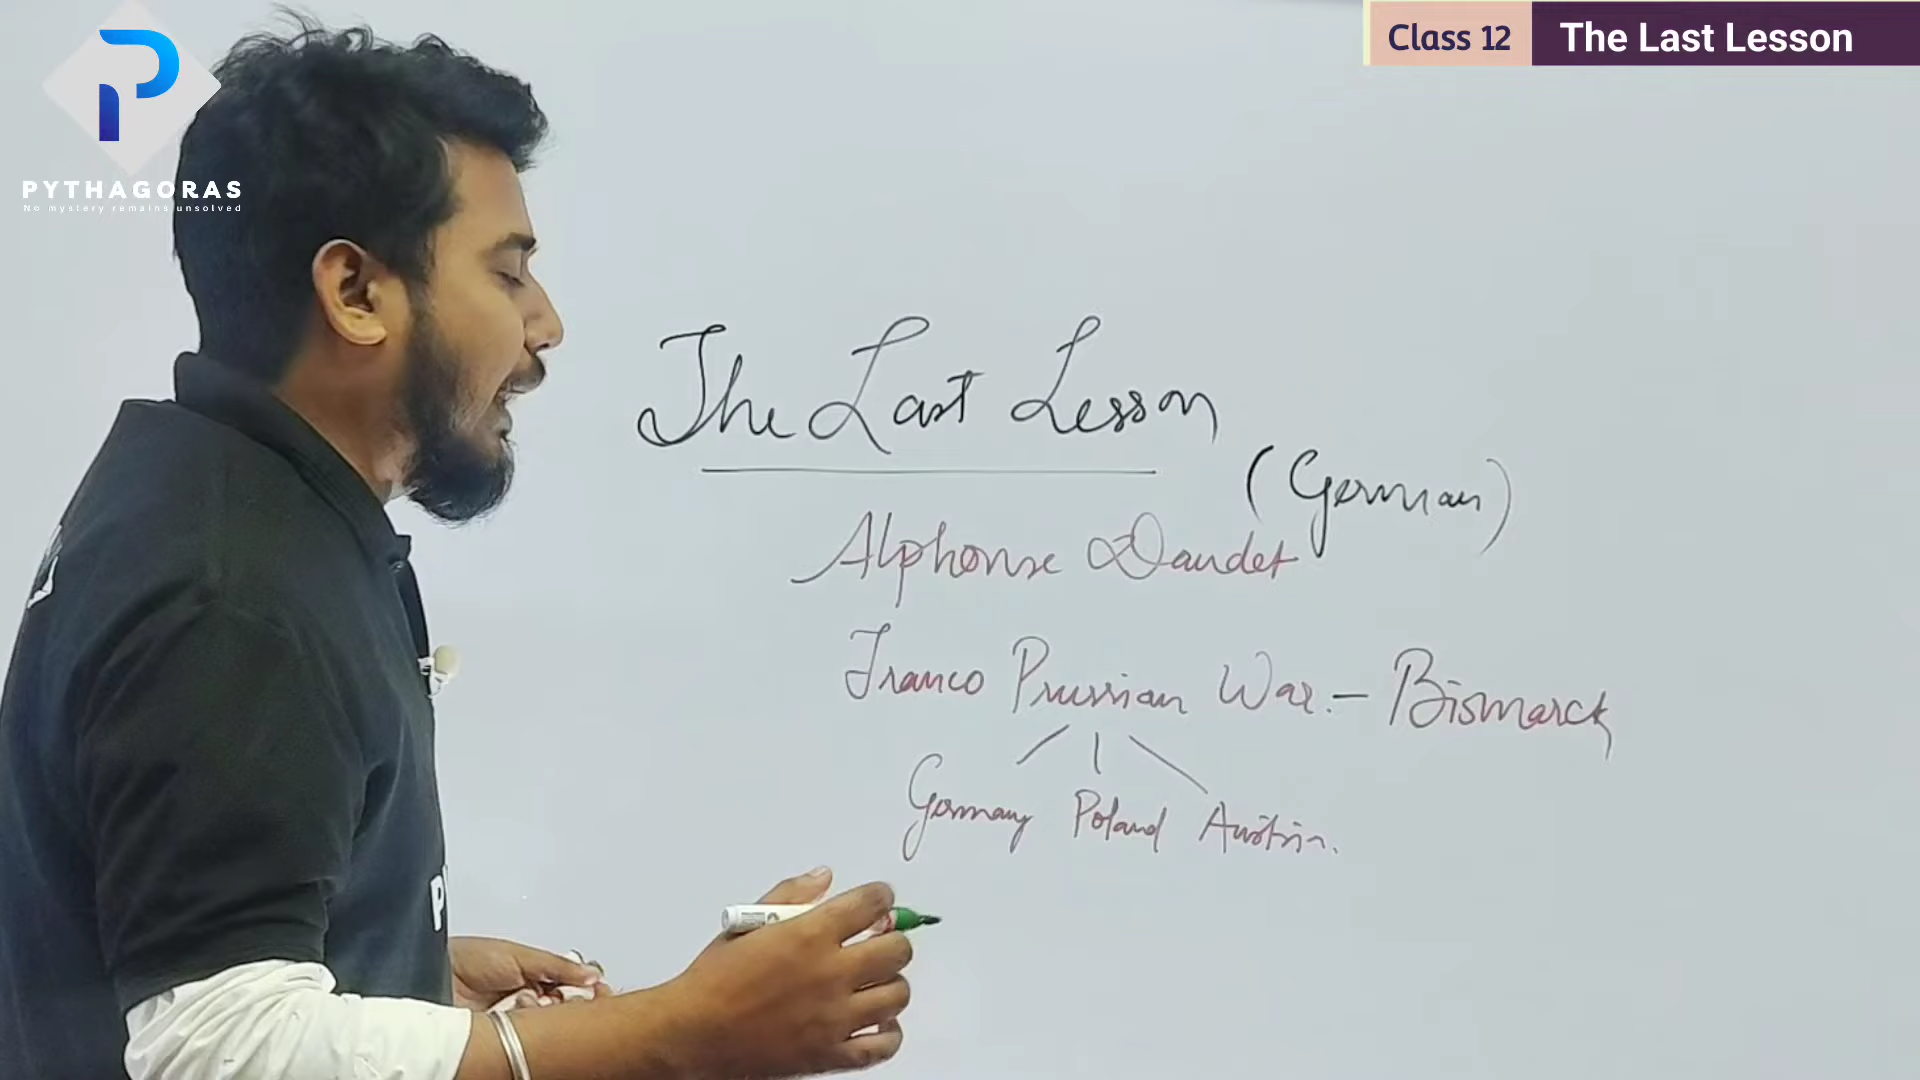 Class 12 The Last Lesson
PYTHAGORAS
No mystery remains unsolved
The Last Lesson
(German)
Alphonse Daudet
Franco Prussian War. - Bismarck
Germany Poland Austria.
P